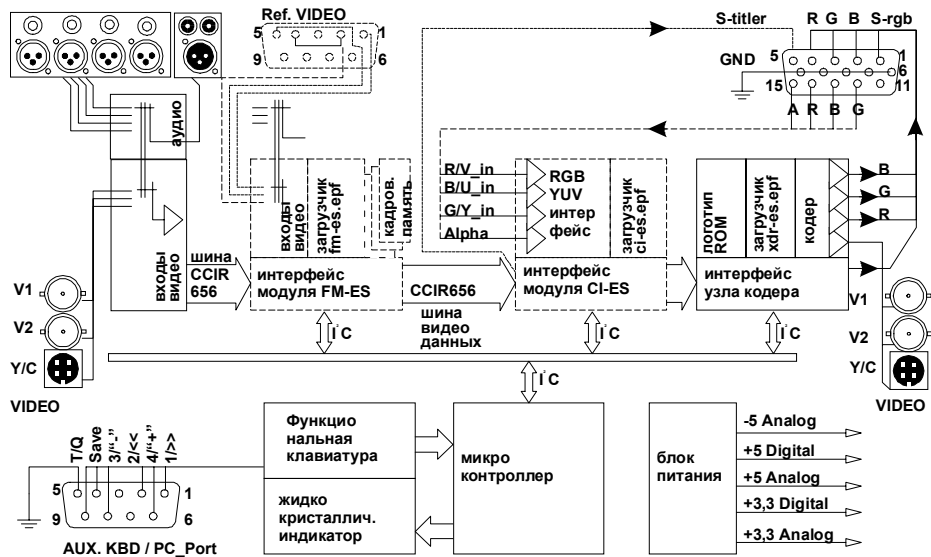 Ref. VIDEO
5
1
9
6
S-titler
R G B S-rgb
GND
5
1
6
15
11
A R B G
аудио
входы
видео
шина
CCIR
656
входы
видео
загрузчик
fm-es.epf
кадров.
память
интерфейс
модуля FM-ES
CCIR656
шина
видео
данных
R/V_in
B/U_in
G/Y_in
Alpha
RGB
YUV
интер
фейс
загрузчик
ci-es.epf
интерфейс
модуля CI-ES
логотип
ROM
загрузчик
xdr-es.epf
кодер
интерфейс
узла кодера
B
G
R
V1
V2
Y/C
VIDEO
V1
V2
Y/C
VIDEO
I²C
I²C
I²C
I²C
T/Q
Save
3/“-”
2/<<
4/“+”
1/>>
5
1
9
6
AUX. KBD / PC_Port
Функцио
нальная
клавиатура
жидко
кристаллич.
индикатор
микро
контроллер
блок
питания
-5 Analog
+5 Digital
+5 Analog
+3,3 Digital
+3,3 Analog